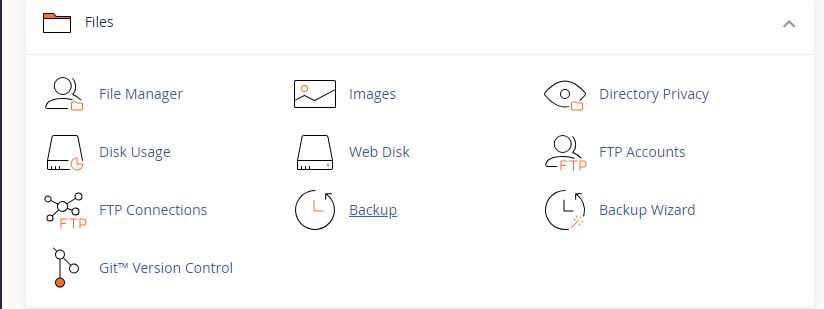 Files
File Manager
Images
Directory Privacy
Disk Usage
Web Disk
FTP
FTP Accounts
FTP
FTP Connections
Backup
Backup Wizard
Git™ Version Control